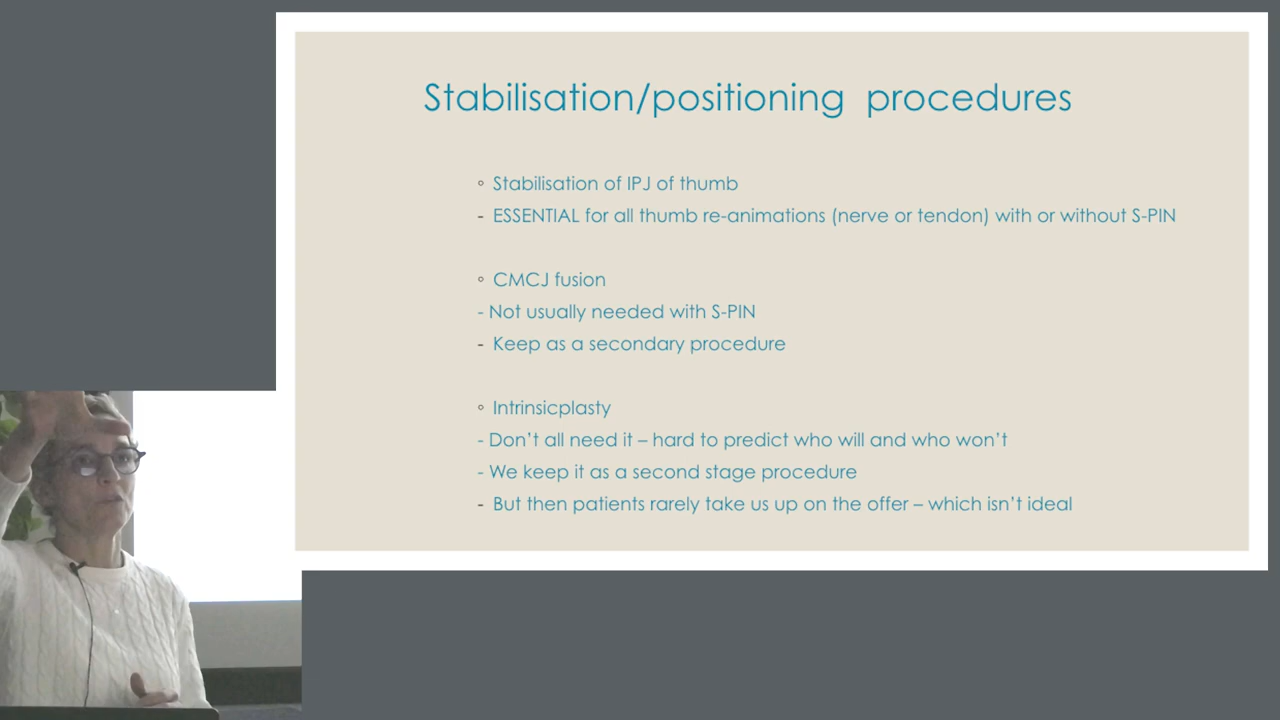 Stabilisation/positioning procedures
◦ Stabilisation of IPJ of thumb
- ESSENTIAL for all thumb re-animations (nerve or tendon) with or without S-PIN
◦ CMCJ fusion
- Not usually needed with S-PIN
- Keep as a secondary procedure
◦ Intrinsicplasty
- Don't all need it – hard to predict who will and who won't
- We keep it as a second stage procedure
- But then patients rarely take us up on the offer – which isn't ideal